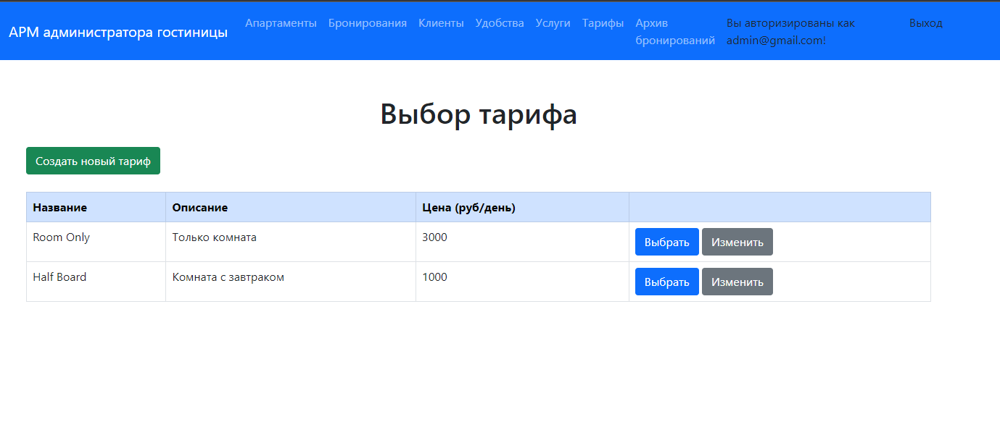 АРМ администратора гостиницы
Апартаменты Бронирования Клиенты Удобства Услуги Тарифы Архив бронирований
Вы авторизированы как admin@gmail.com!
Выход
Выбор тарифа
Создать новый тариф
Название Описание Цена (руб/день)
Room Only Только комната 3000 Выбрать Изменить
Half Board Комната с завтраком 1000 Выбрать Изменить